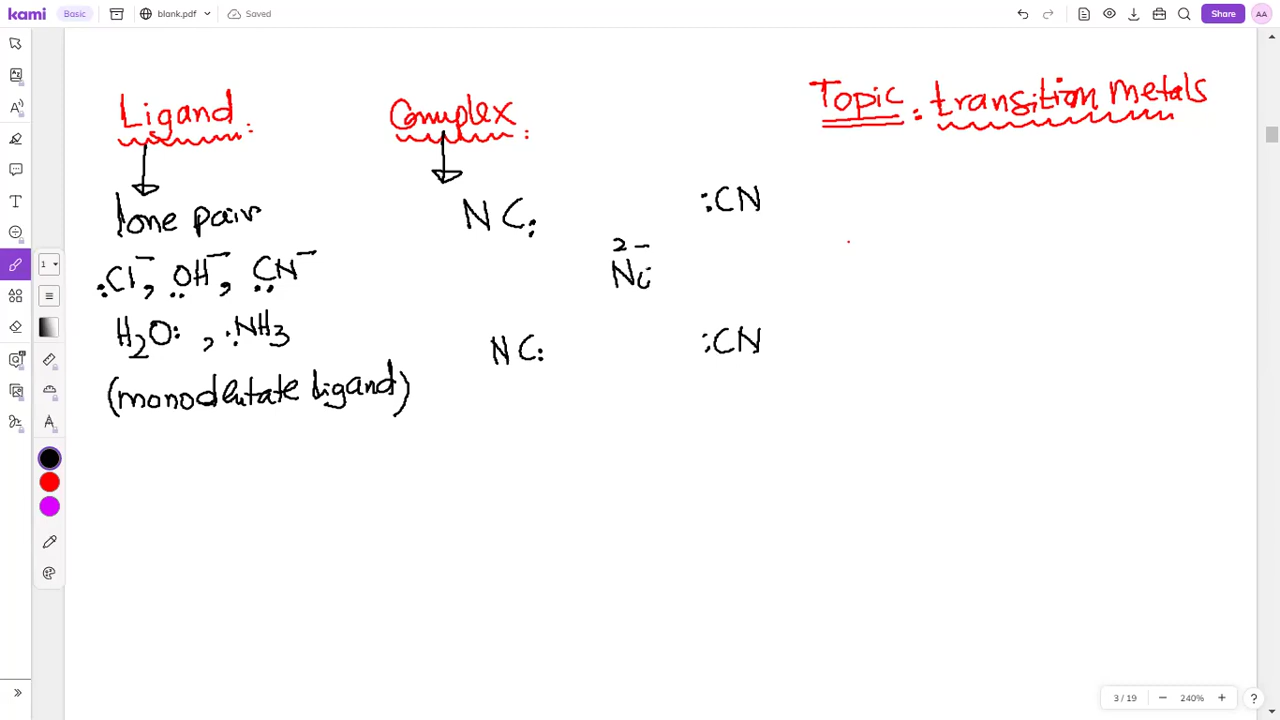 kami Basic blank.pdf Saved Share AA
Topic: transition metals
Ligand: Complex:
lone pair
:Cl⁻, OH⁻, CN⁻
H₂O:, :NH₃
(monodentate ligand)
NC: :CN
2−
Ni
NC: :CN
3 / 19 240%